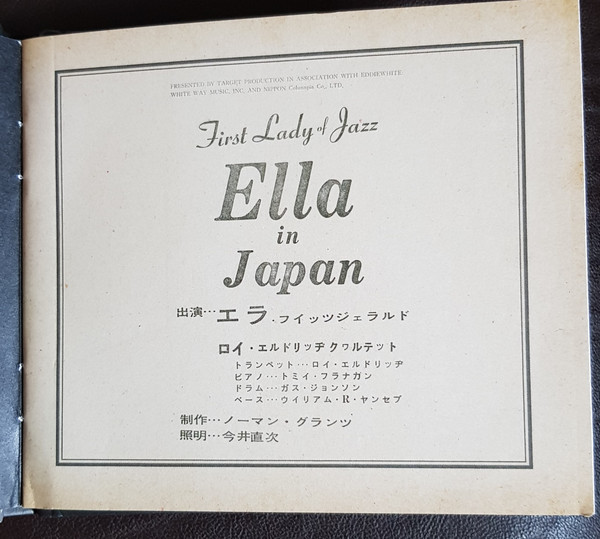 PRESENTED BY TARGET PRODUCTION IN ASSOCIATION WITH EDDIEWHITE
WHITE WAY MUSIC, INC. AND NIPPON Columbia Co., LTD.
First Lady of Jazz
Ella
in
Japan
出演…エラ・フイッツジェラルド
ロイ・エルドリッヂクヮルテット
トランペット…ロイ・エルドリッヂ
ピアノ…トミイ・フラナガン
ドラム…ガス・ジョンソン
ベース…ウイリアム・R・ヤンセブ
制作…ノーマン・グランツ
照明…今井直次